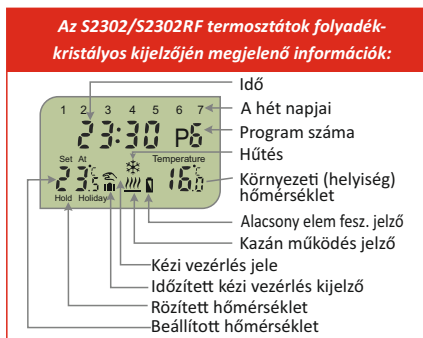 Az S2302/S2302RF termosztátok folyadék-
kristályos kijelzőjén megjelenő információk:
Idő
1 2 3 4 5 6 7
A hét napjai
23:30 P6
Program száma
Hűtés
Set At
Temperature
23.5°C
16.0°C
Környezeti (helyiség)
hőmérséklet
Hold Holiday
Alacsony elem fesz. jelző
Kazán működés jelző
Kézi vezérlés jele
Időzített kézi vezérlés kijelző
Rözített hőmérséklet
Beállított hőmérséklet